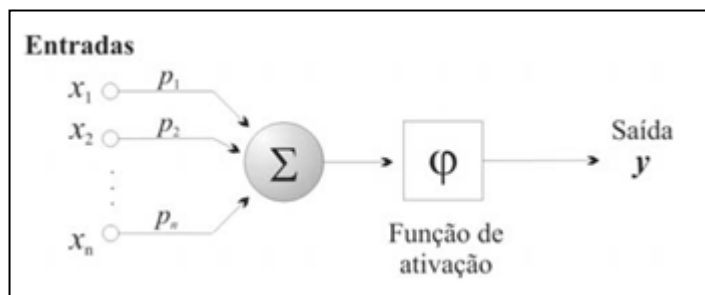 Entradas
x₁ p₁
x₂ p₂
Σ
φ
Saída
y
. . . .
xₙ pₙ
Função de
ativação